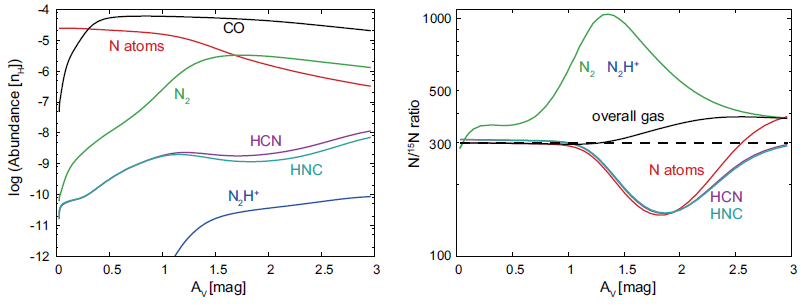 -4
-5
-6
-7
-8
-9
-10
-11
-12
log (Abundance [n_H])
CO
N atoms
N₂
HCN
HNC
N₂H⁺
0
0.5
1
1.5
2
2.5
3
A_V [mag]
1000
500
300
100
N/¹⁵N ratio
N₂ N₂H⁺
overall gas
N atoms
HCN
HNC
0
0.5
1
1.5
2
2.5
3
A_V [mag]